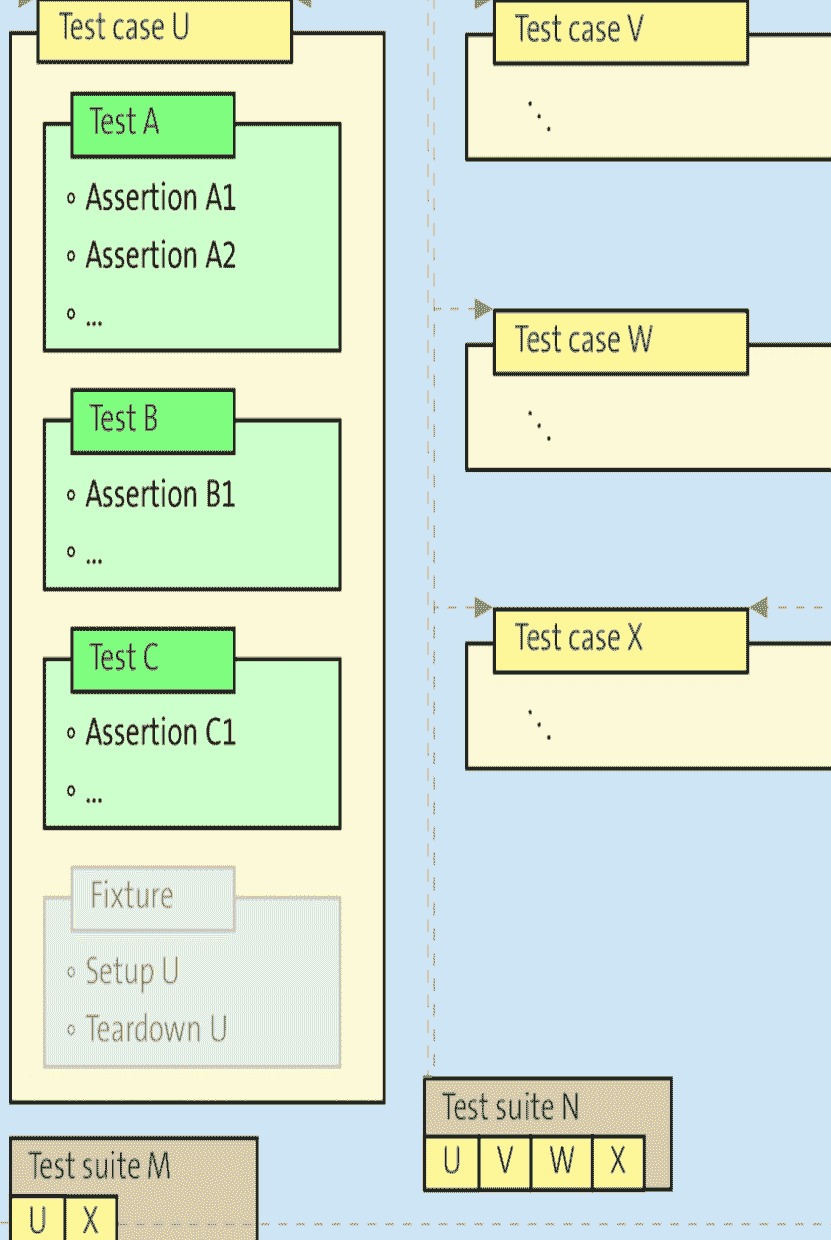 Test case U
Test A
Assertion A1
Assertion A2
...
Test B
Assertion B1
...
Test C
Assertion C1
...
Fixture
Setup U
Teardown U
Test suite M
U X
Test case V
Test case W
Test case X
Test suite N
U V W X